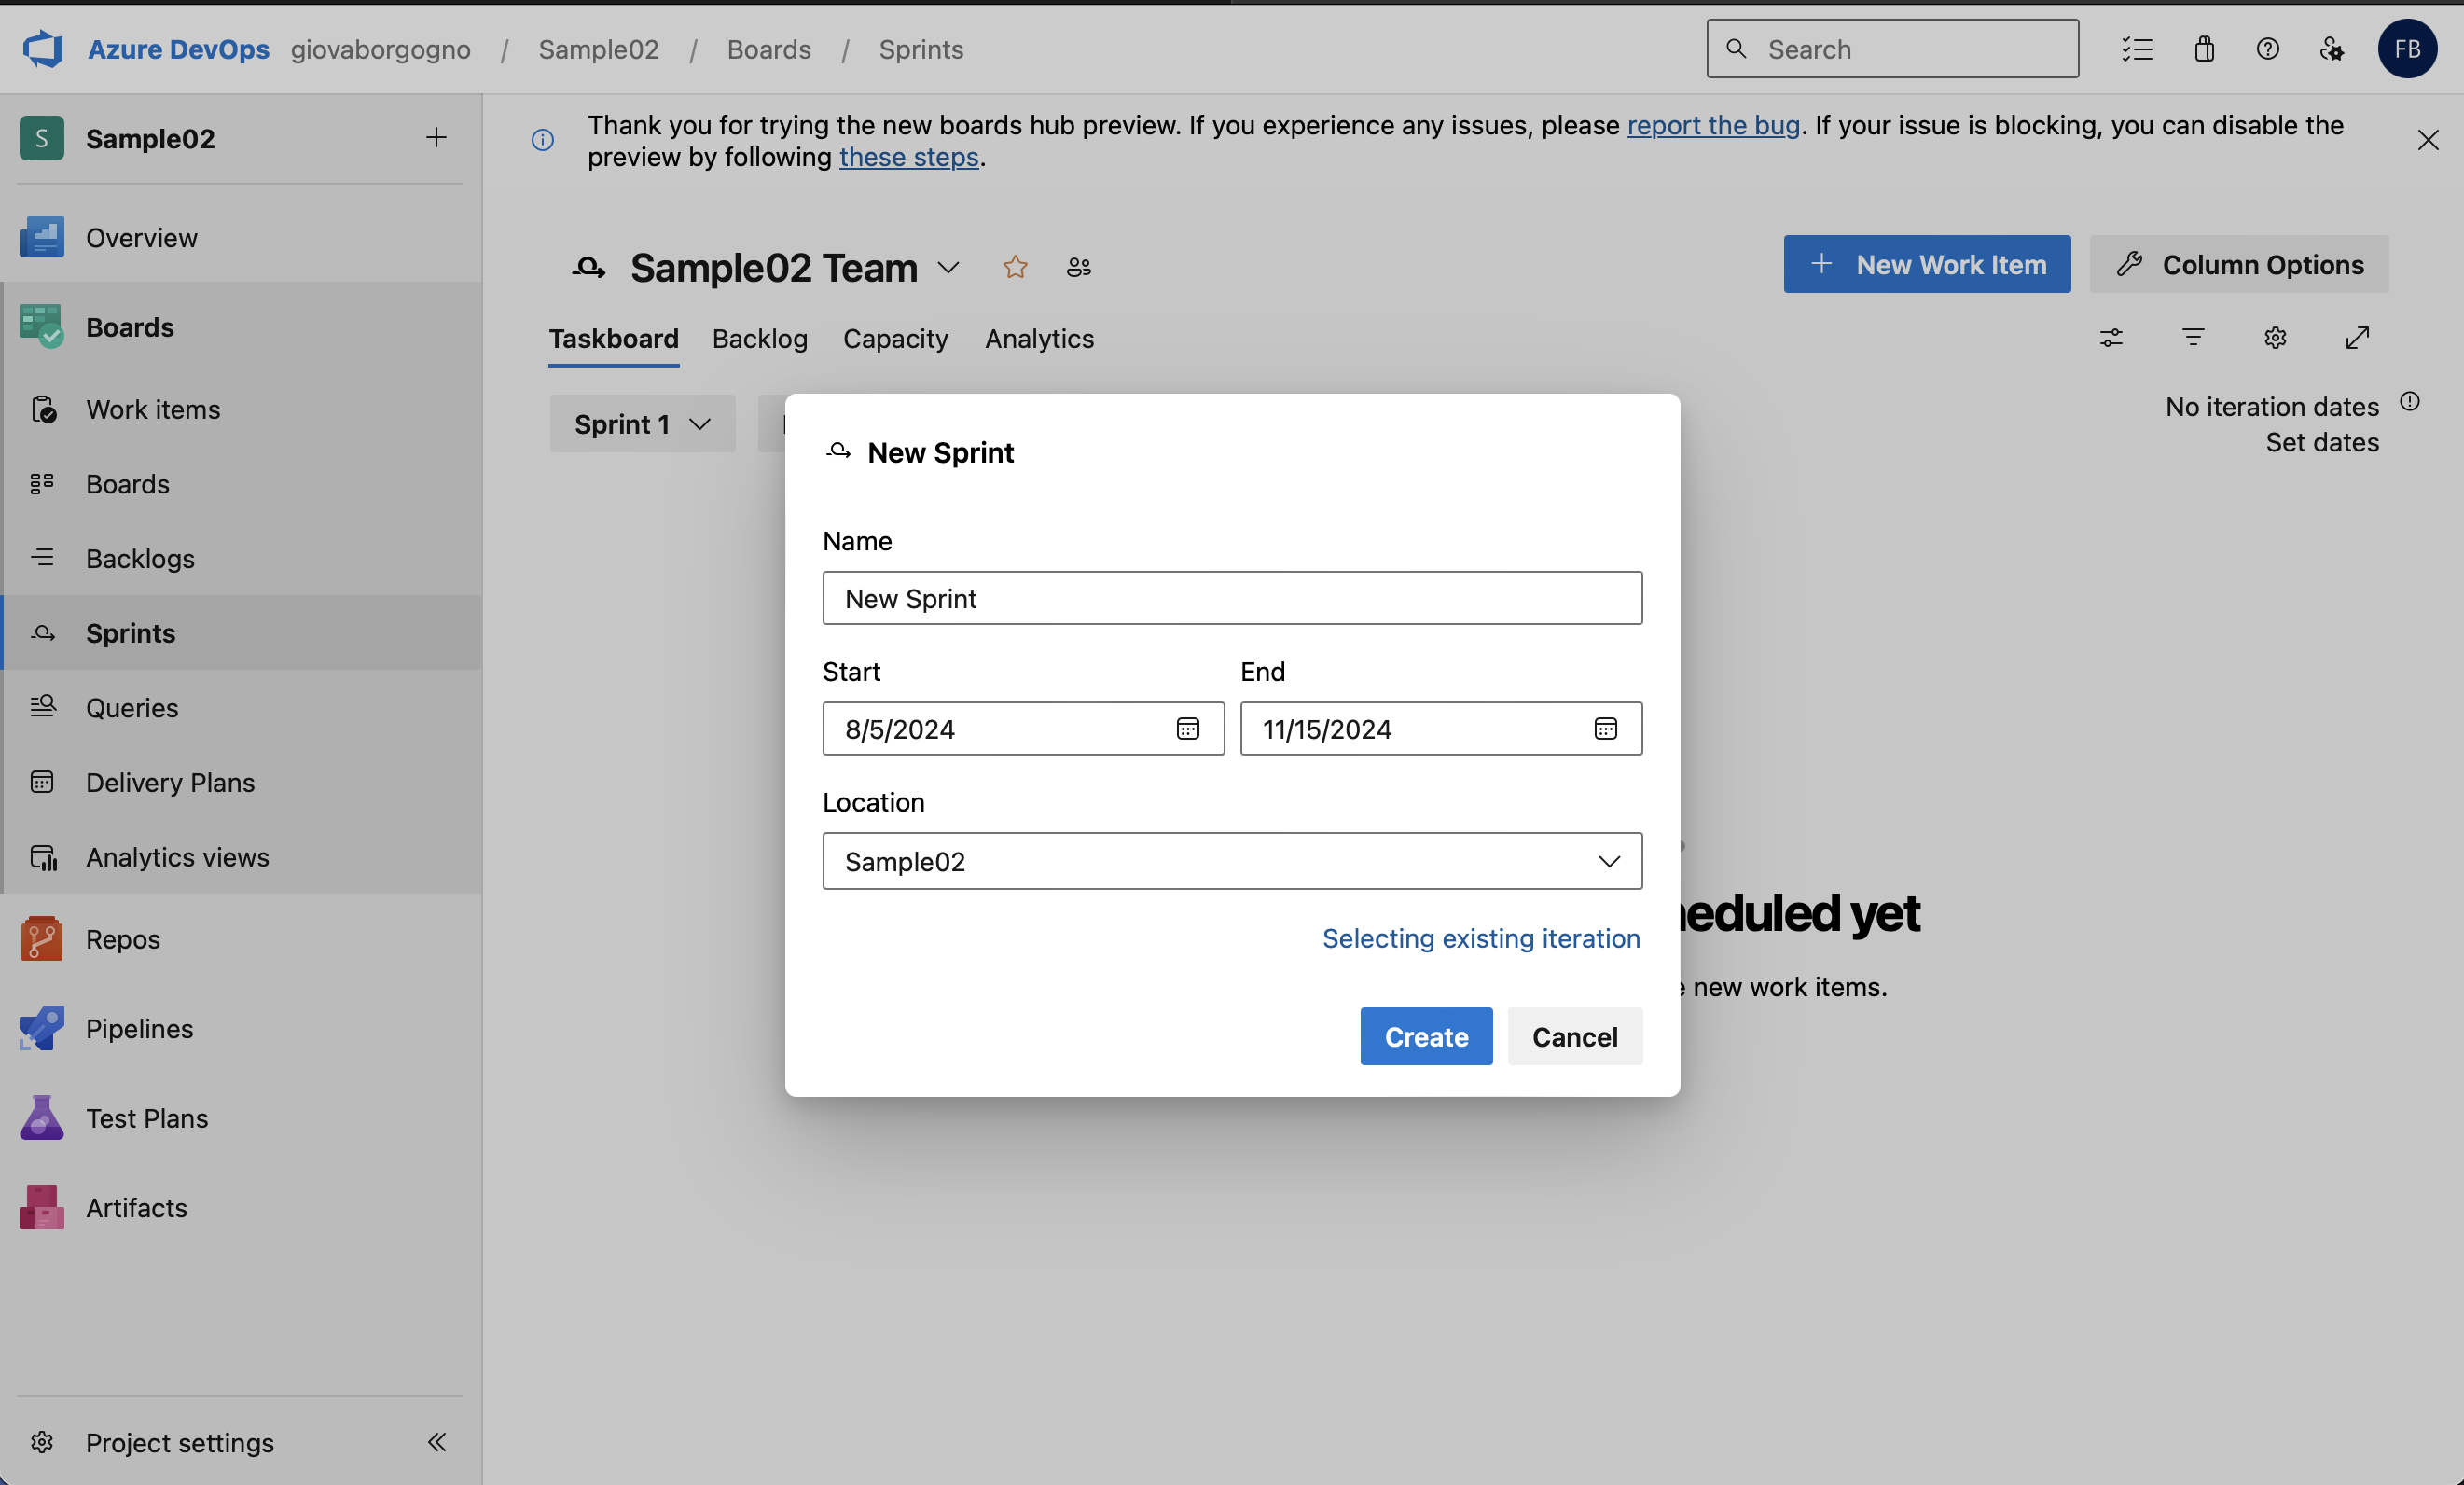 Azure DevOps giovaborgogno / Sample02 / Boards / Sprints
Search
FB
S Sample02
Thank you for trying the new boards hub preview. If you experience any issues, please report the bug. If your issue is blocking, you can disable the
preview by following these steps.
Overview
Boards
Work items
Boards
Backlogs
Sprints
Queries
Delivery Plans
Analytics views
Repos
Pipelines
Test Plans
Artifacts
Project settings
Sample02 Team
New Work Item
Column Options
Taskboard Backlog Capacity Analytics
Sprint 1
No iteration dates
Set dates
New Sprint
Name
New Sprint
Start End
8/5/2024 11/15/2024
Location
Sample02
Selecting existing iteration
Create Cancel
yet
new work items.